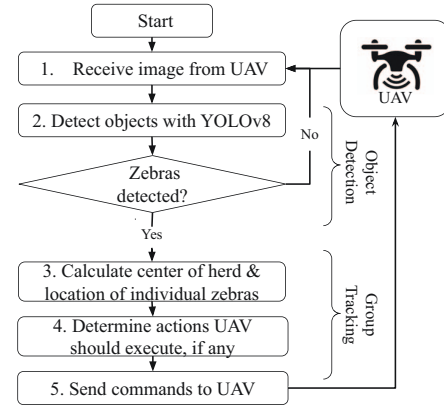 Start
1. Receive image from UAV
UAV
2. Detect objects with YOLOv8
No
Zebras
detected?
Object
Detection
Yes
3. Calculate center of herd &
location of individual zebras
4. Determine actions UAV
should execute, if any
Group
Tracking
5. Send commands to UAV